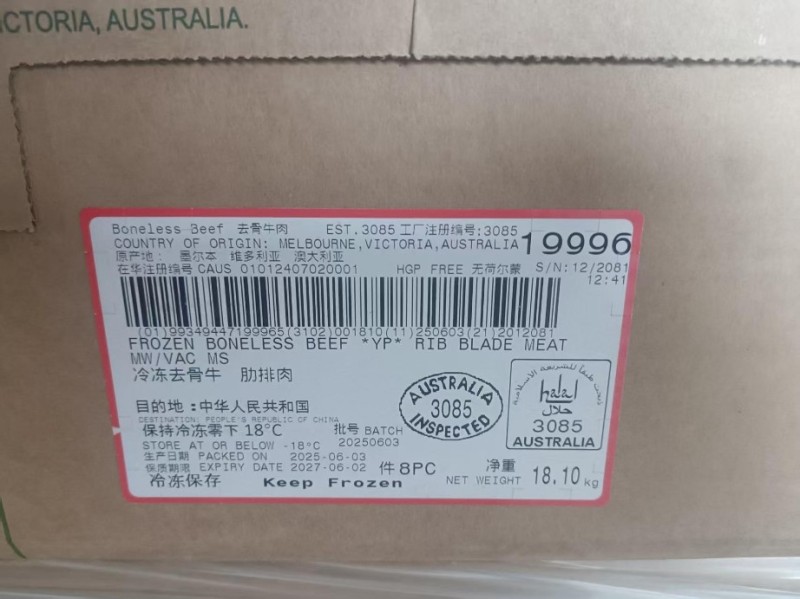 ICTORIA, AUSTRALIA.
Boneless Beef 去骨牛肉 EST.3085 工厂注册编号:3085
COUNTRY OF ORIGIN: MELBOURNE,VICTORIA,AUSTRALIA 19996
原产地: 墨尔本 维多利亚 澳大利亚
在华注册编号 CAUS 01012407020001 HGP FREE 无荷尔蒙 S/N:12/2081
12:41
(01)99349447199965(3102)001810(11)250603(21)2012081
FROZEN BONELESS BEEF *YP* RIB BLADE MEAT
MW/VAC MS
冷冻去骨牛 肋排肉
目的地:中华人民共和国
DESTINATION: PEOPLE'S REPUBLIC OF CHINA
保持冷冻零下 18°C 批号 BATCH
STORE AT OR BELOW -18°C 20250603
生产日期 PACKED ON 2025-06-03
保质期限 EXPIRY DATE 2027-06-02 件 8PC 净重
冷冻保存 Keep Frozen NET WEIGHT 18.10 kg
AUSTRALIA
3085
INSPECTED
halal
حلال
3085
AUSTRALIA